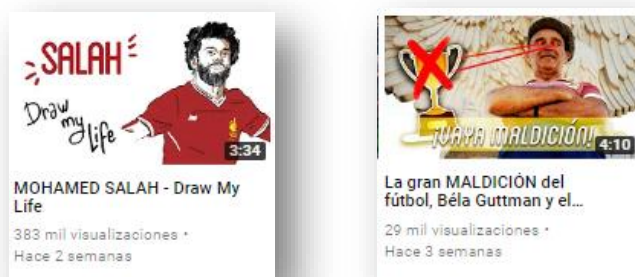 SALAH
Draw
my
Life
3:34
MOHAMED SALAH - Draw My
Life
383 mil visualizaciones •
Hace 2 semanas
¡VAYA MALDICIÓN!
4:10
La gran MALDICIÓN del
fútbol, Béla Guttman y el...
29 mil visualizaciones •
Hace 3 semanas